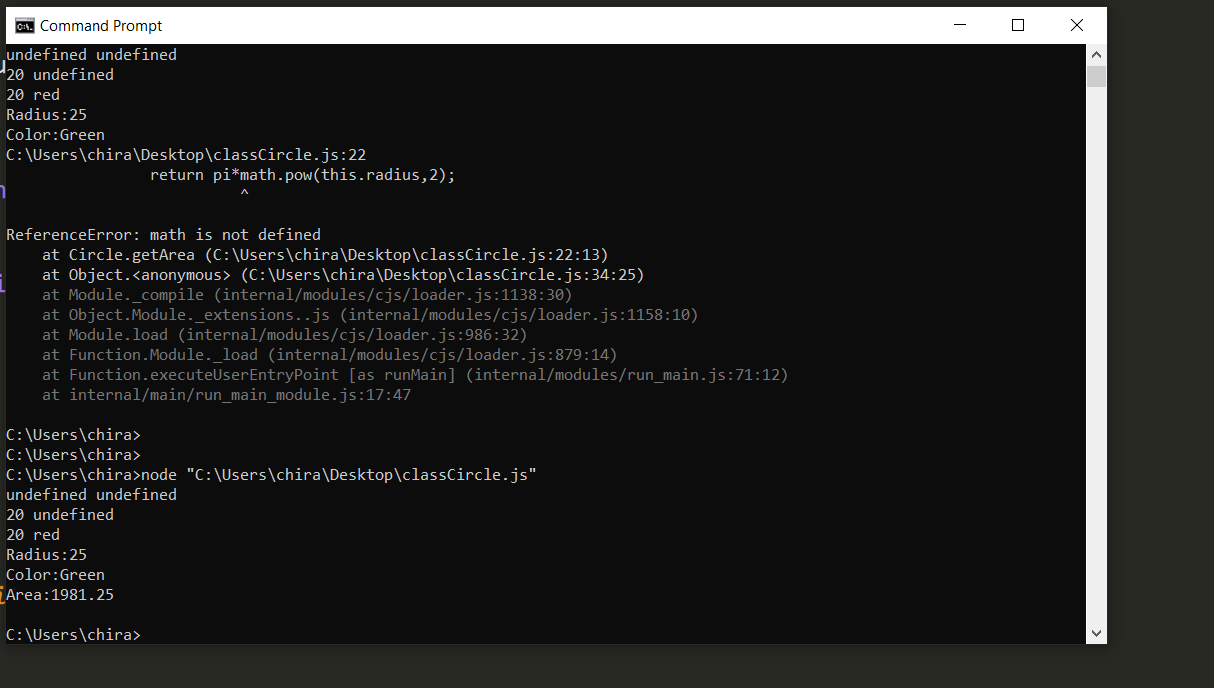 Command Prompt
undefined undefined
20 undefined
20 red
Radius:25
Color:Green
C:\Users\chira\Desktop\classCircle.js:22
                return pi*math.pow(this.radius,2);
                          ^
ReferenceError: math is not defined
    at Circle.getArea (C:\Users\chira\Desktop\classCircle.js:22:13)
    at Object.<anonymous> (C:\Users\chira\Desktop\classCircle.js:34:25)
    at Module._compile (internal/modules/cjs/loader.js:1138:30)
    at Object.Module._extensions..js (internal/modules/cjs/loader.js:1158:10)
    at Module.load (internal/modules/cjs/loader.js:986:32)
    at Function.Module._load (internal/modules/cjs/loader.js:879:14)
    at Function.executeUserEntryPoint [as runMain] (internal/modules/run_main.js:71:12)
    at internal/main/run_main_module.js:17:47
C:\Users\chira>
C:\Users\chira>
C:\Users\chira>node "C:\Users\chira\Desktop\classCircle.js"
undefined undefined
20 undefined
20 red
Radius:25
Color:Green
Area:1981.25
C:\Users\chira>